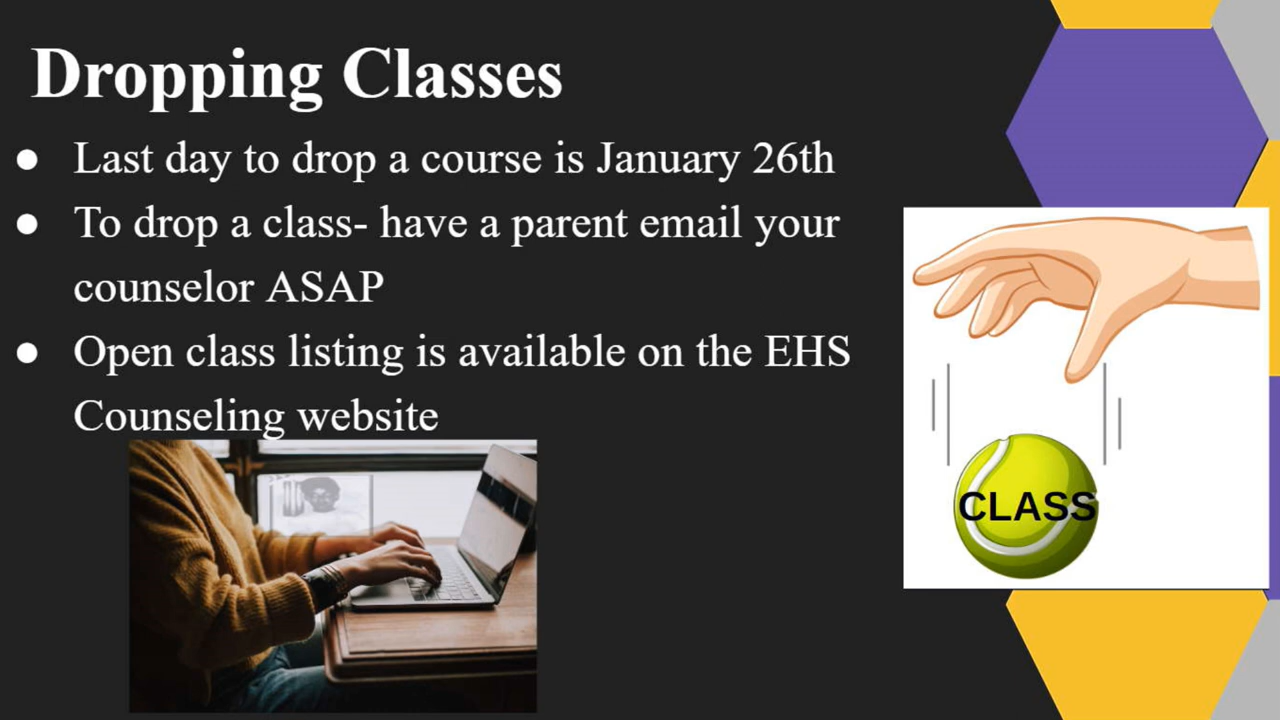 Dropping Classes
● Last day to drop a course is January 26th
● To drop a class- have a parent email your
counselor ASAP
● Open class listing is available on the EHS
Counseling website
CLASS